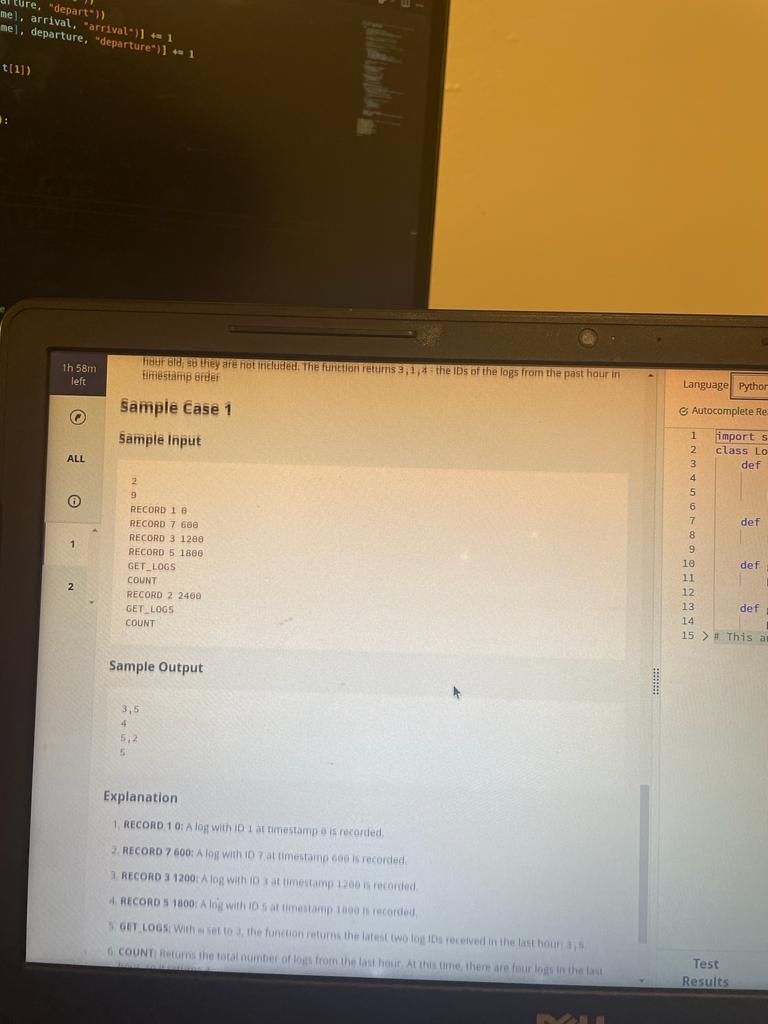 arture, "depart"))
me], arrival, "arrival")] += 1
me], departure, "departure")] += 1
t[1])
):
1h 58m
left
ALL
1
2
hour old, so they are not included. The function returns 3,1,4 - the IDs of the logs from the past hour in
timestamp order
Sample Case 1
Sample Input
2
9
RECORD 1 0
RECORD 7 600
RECORD 3 1200
RECORD 5 1800
GET_LOGS
COUNT
RECORD 2 2400
GET_LOGS
COUNT
Sample Output
3,5
4
5,2
5
Explanation
1. RECORD 1 0: A log with ID 1 at timestamp 0 is recorded.
2. RECORD 7 600: A log with ID 7 at timestamp 600 is recorded.
3. RECORD 3 1200: A log with ID 3 at timestamp 1200 is recorded.
4. RECORD 5 1800: A log with ID 5 at timestamp 1800 is recorded.
5. GET_LOGS: With m set to 2, the function returns the latest two log IDs received in the last hour: 3,5.
6. COUNT: Returns the total number of logs from the last hour. At this time, there are four logs in the last
Language Python
Autocomplete Re
1 import s
2 class Lo
3 def
4
5
6
7 def
8
9
10 def
11
12
13 def
14
15 > # This a
Test
Results
DELL